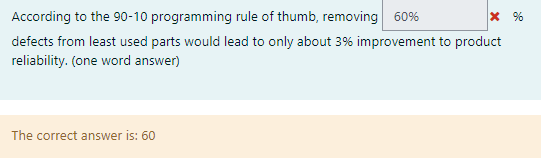 According to the 90-10 programming rule of thumb, removing 60% ✖ %
defects from least used parts would lead to only about 3% improvement to product
reliability. (one word answer)
The correct answer is: 60